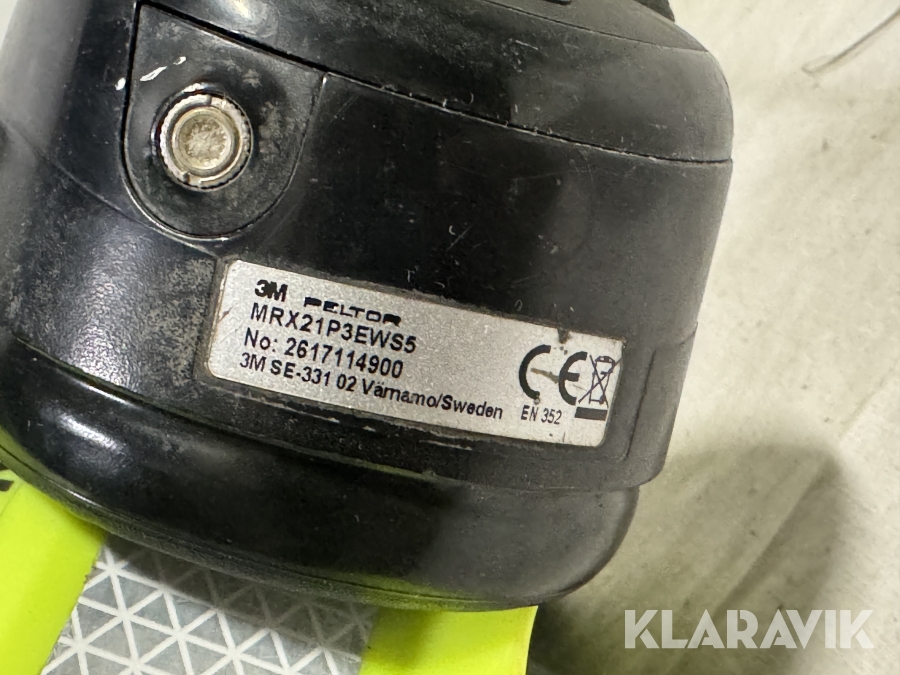 3M PELTOR
MRX21P3EWS5
No: 2617114900
3M SE-331 02 Värnamo/Sweden
CE
EN 352
KLARAVIK